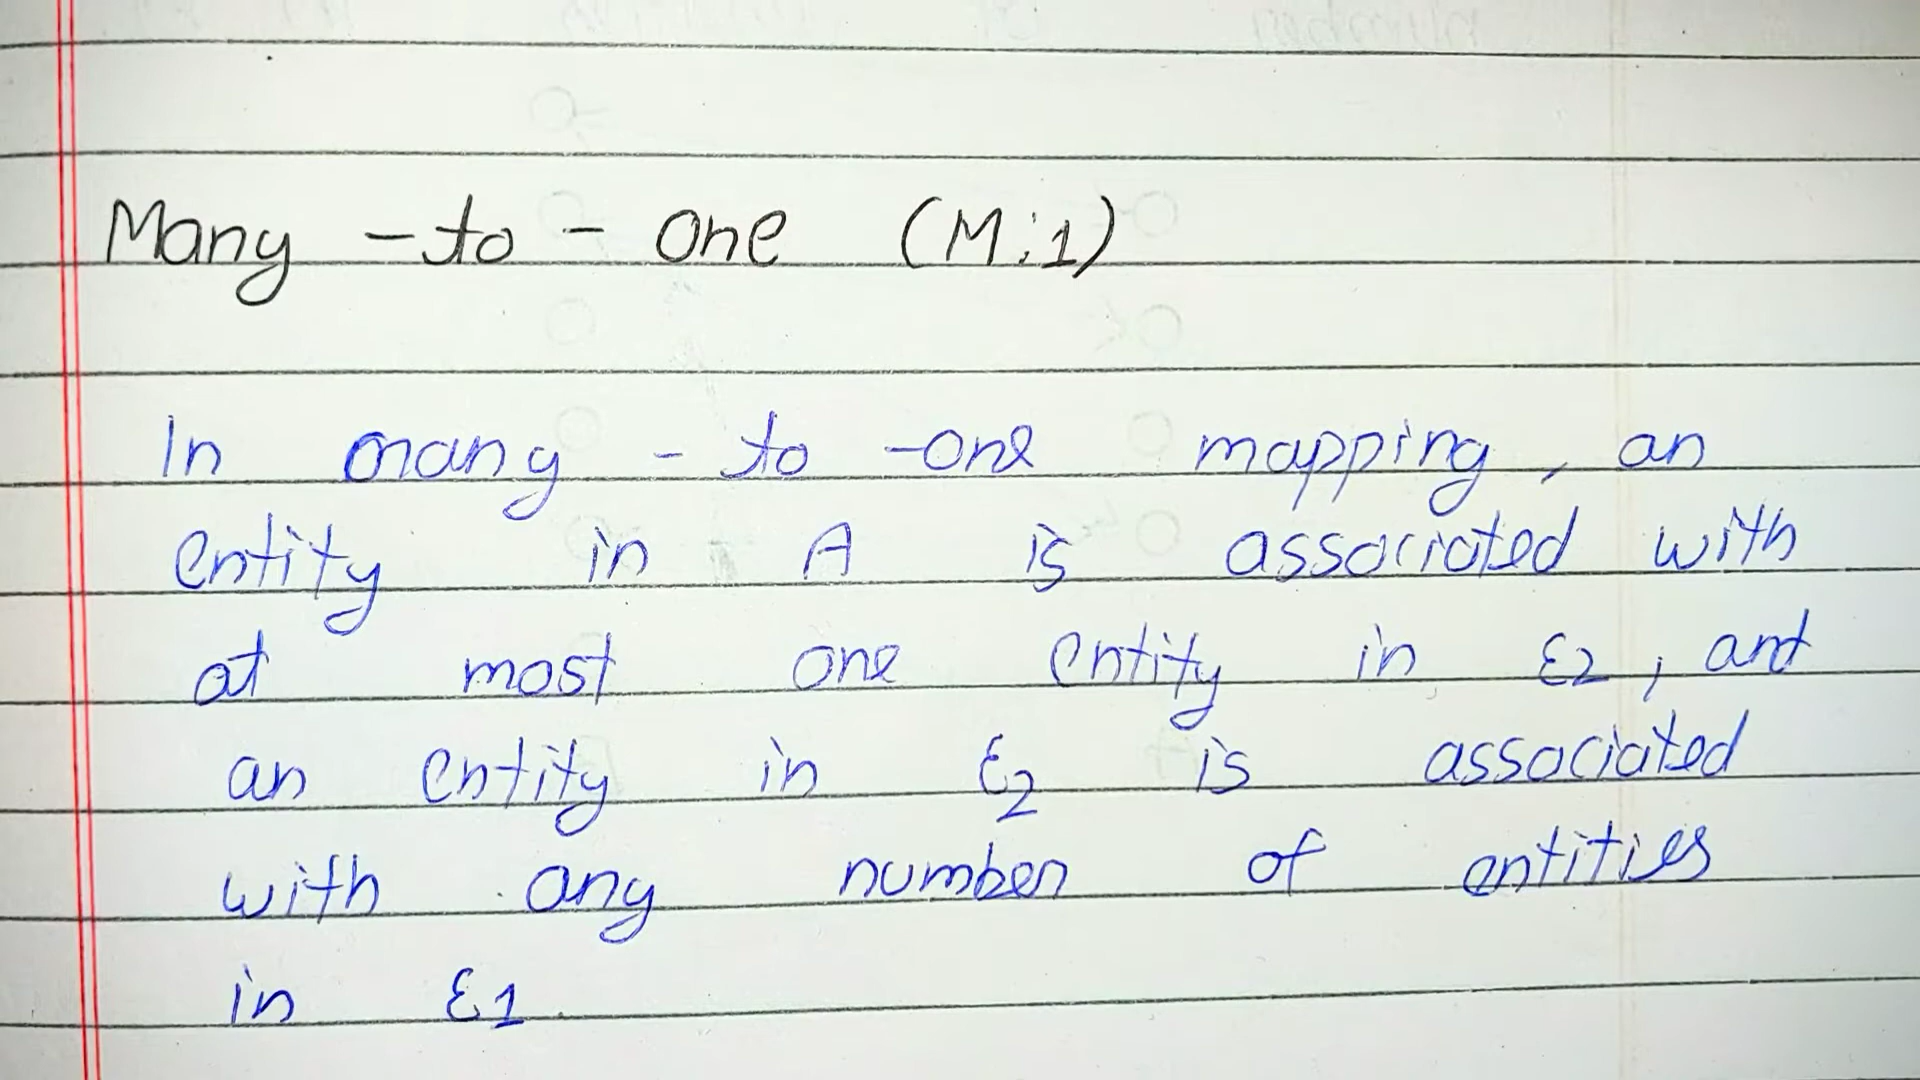 Many - to - One (M:1)
In many - to - one mapping, an
entity in A is associated with
at most one entity in E2, and
an entity in E2 is associated
with any number of entities
in E1.